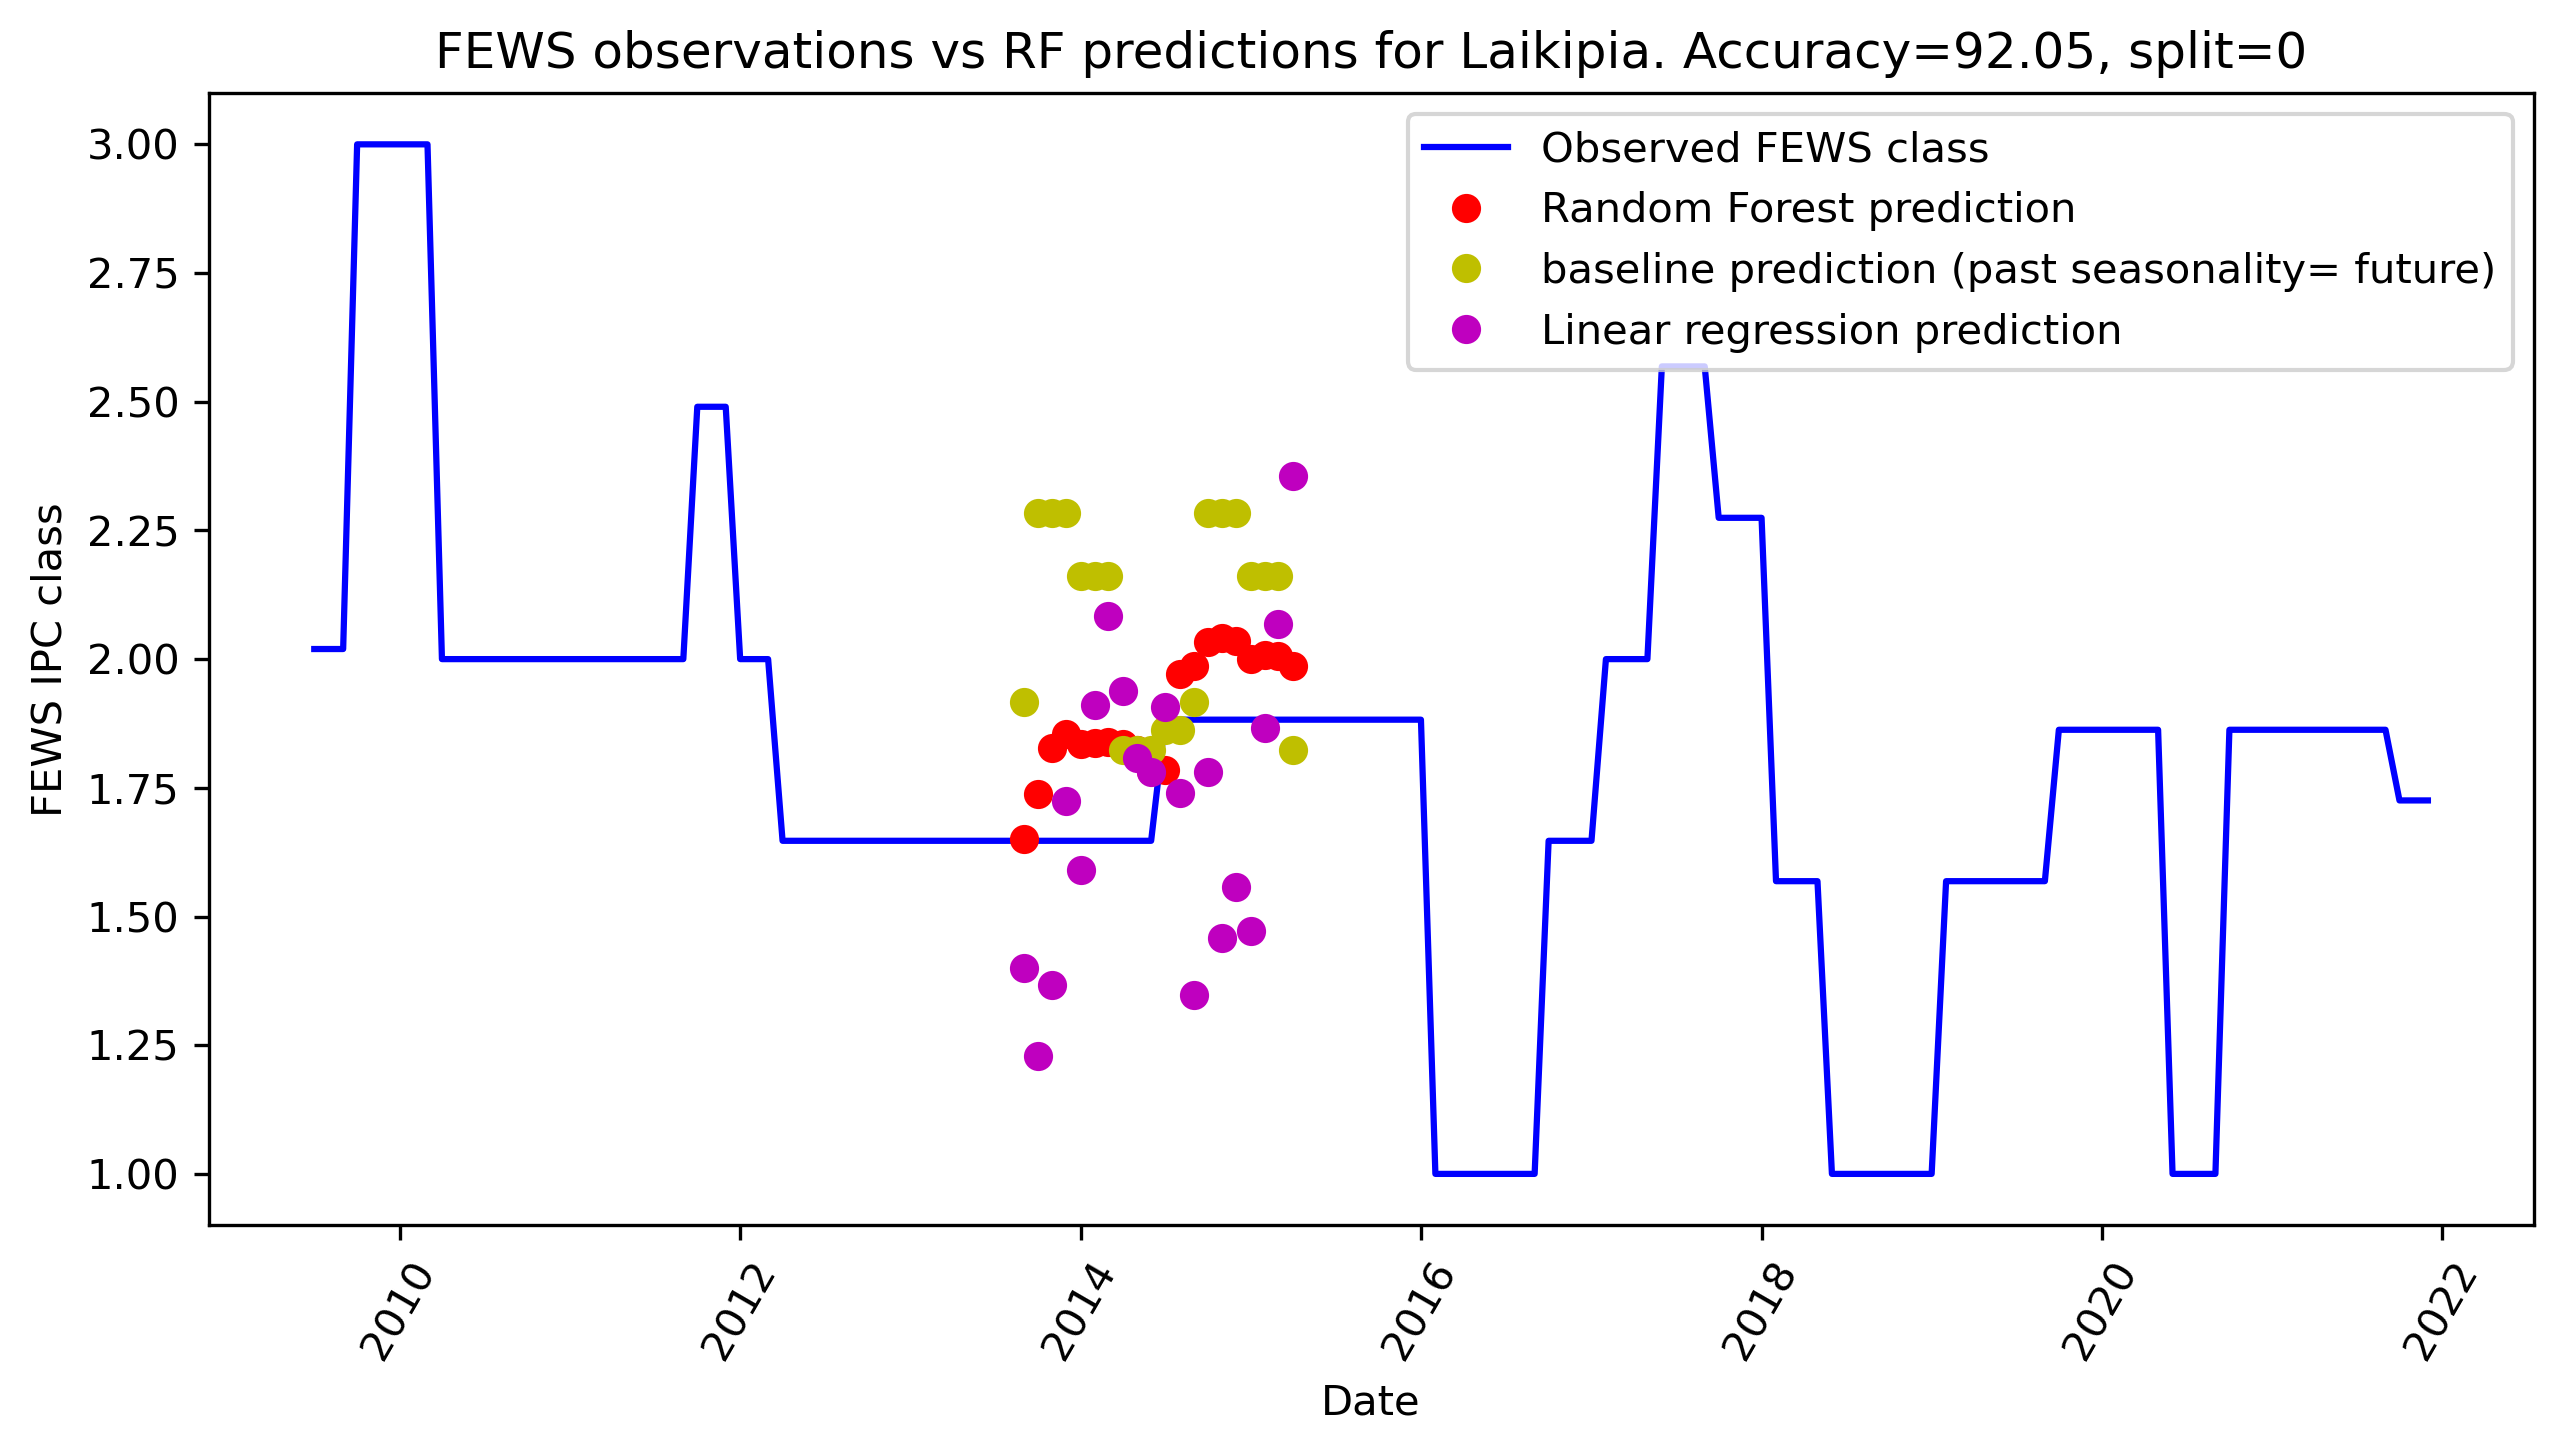 FEWS observations vs RF predictions for Laikipia. Accuracy=92.05, split=0
Observed FEWS class
Random Forest prediction
baseline prediction (past seasonality= future)
Linear regression prediction
FEWS IPC class
3.00
2.75
2.50
2.25
2.00
1.75
1.50
1.25
1.00
2010
2012
2014
2016
2018
2020
2022
Date